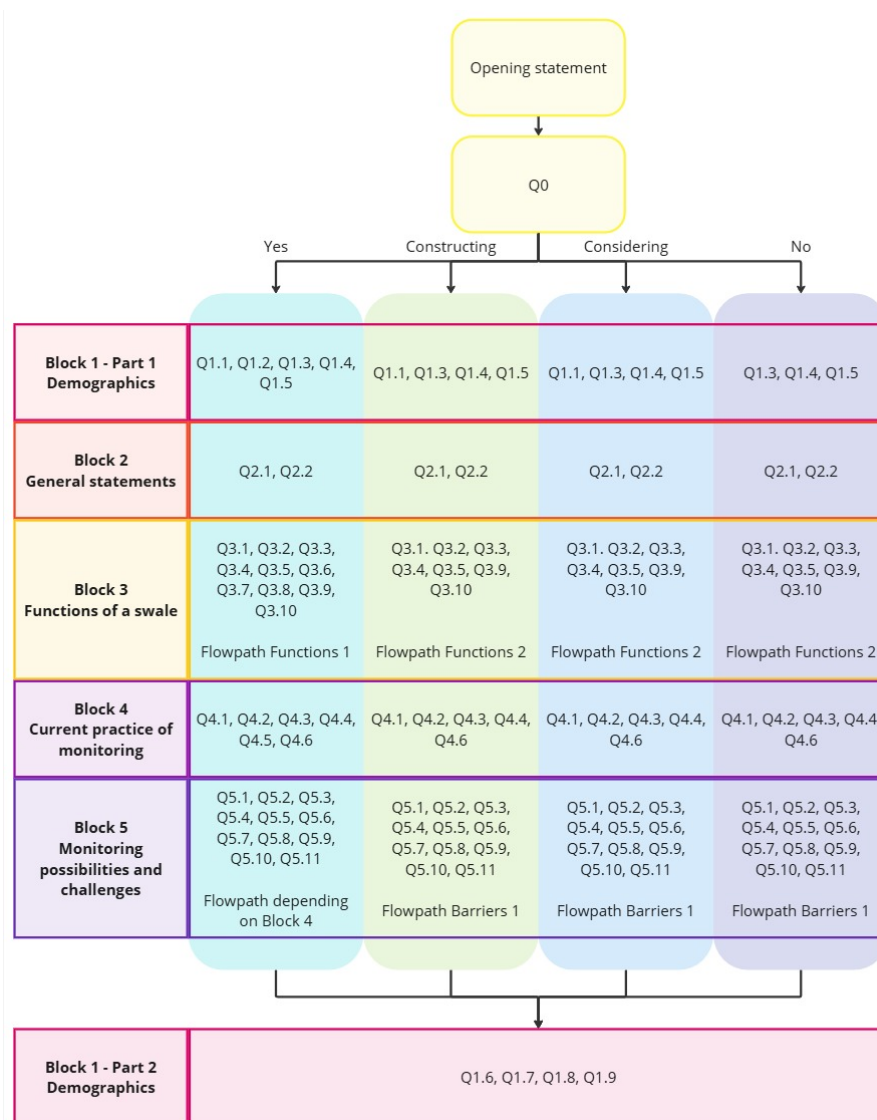 Opening statement
Q0
Yes
Constructing
Considering
No
Block 1 - Part 1
Demographics
Q1.1, Q1.2, Q1.3, Q1.4,
Q1.5
Q1.1, Q1.3, Q1.4, Q1.5
Q1.1, Q1.3, Q1.4, Q1.5
Q1.3, Q1.4, Q1.5
Block 2
General statements
Q2.1, Q2.2
Q2.1, Q2.2
Q2.1, Q2.2
Q2.1, Q2.2
Block 3
Functions of a swale
Q3.1, Q3.2, Q3.3,
Q3.4, Q3.5, Q3.6,
Q3.7, Q3.8, Q3.9,
Q3.10
Flowpath Functions 1
Q3.1. Q3.2, Q3.3,
Q3.4, Q3.5, Q3.9,
Q3.10
Flowpath Functions 2
Q3.1. Q3.2, Q3.3,
Q3.4, Q3.5, Q3.9,
Q3.10
Flowpath Functions 2
Q3.1. Q3.2, Q3.3,
Q3.4, Q3.5, Q3.9,
Q3.10
Flowpath Functions 2
Block 4
Current practice of
monitoring
Q4.1, Q4.2, Q4.3, Q4.4,
Q4.5, Q4.6
Q4.1, Q4.2, Q4.3, Q4.4,
Q4.6
Q4.1, Q4.2, Q4.3, Q4.4,
Q4.6
Q4.1, Q4.2, Q4.3, Q4.4
Q4.6
Block 5
Monitoring
possibilities and
challenges
Q5.1, Q5.2, Q5.3,
Q5.4, Q5.5, Q5.6,
Q5.7, Q5.8, Q5.9,
Q5.10, Q5.11
Flowpath depending
on Block 4
Q5.1, Q5.2, Q5.3,
Q5.4, Q5.5, Q5.6,
Q5.7, Q5.8, Q5.9,
Q5.10, Q5.11
Flowpath Barriers 1
Q5.1, Q5.2, Q5.3,
Q5.4, Q5.5, Q5.6,
Q5.7, Q5.8, Q5.9,
Q5.10, Q5.11
Flowpath Barriers 1
Q5.1, Q5.2, Q5.3,
Q5.4, Q5.5, Q5.6,
Q5.7, Q5.8, Q5.9,
Q5.10, Q5.11
Flowpath Barriers 1
Block 1 - Part 2
Demographics
Q1.6, Q1.7, Q1.8, Q1.9